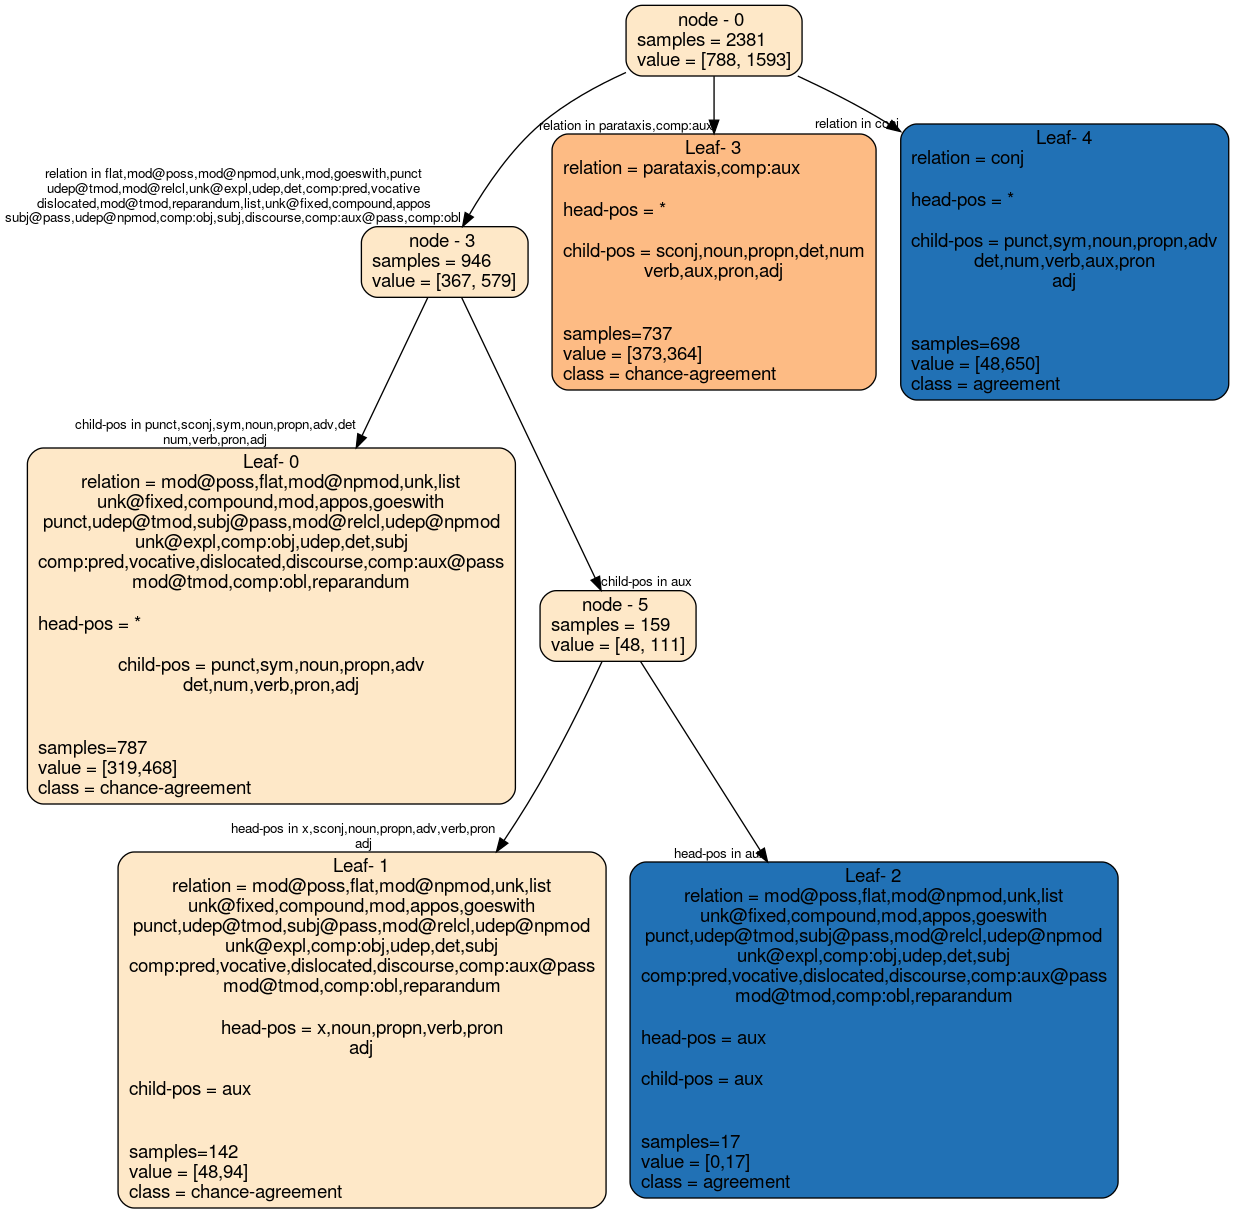 node - 0
samples = 2381
value = [788, 1593]
relation in parataxis,comp:aux
relation in conj
relation in flat,mod@poss,mod@npmod,unk,mod,goeswith,punct
udep@tmod,mod@relcl,unk@expl,udep,det,comp:pred,vocative
dislocated,mod@tmod,reparandum,list,unk@fixed,compound,appos
subj@pass,udep@npmod,comp:obj,subj,discourse,comp:aux@pass,comp:obl
Leaf- 3
relation = parataxis,comp:aux
head-pos = *
child-pos = sconj,noun,propn,det,num
verb,aux,pron,adj
samples=737
value = [373,364]
class = chance-agreement
Leaf- 4
relation = conj
head-pos = *
child-pos = punct,sym,noun,propn,adv
det,num,verb,aux,pron
adj
samples=698
value = [48,650]
class = agreement
node - 3
samples = 946
value = [367, 579]
child-pos in punct,sconj,sym,noun,propn,adv,det
num,verb,pron,adj
Leaf- 0
relation = mod@poss,flat,mod@npmod,unk,list
unk@fixed,compound,mod,appos,goeswith
punct,udep@tmod,subj@pass,mod@relcl,udep@npmod
unk@expl,comp:obj,udep,det,subj
comp:pred,vocative,dislocated,discourse,comp:aux@pass
mod@tmod,comp:obl,reparandum
head-pos = *
child-pos = punct,sym,noun,propn,adv
det,num,verb,pron,adj
samples=787
value = [319,468]
class = chance-agreement
child-pos in aux
node - 5
samples = 159
value = [48, 111]
head-pos in x,sconj,noun,propn,adv,verb,pron
adj
head-pos in aux
Leaf- 1
relation = mod@poss,flat,mod@npmod,unk,list
unk@fixed,compound,mod,appos,goeswith
punct,udep@tmod,subj@pass,mod@relcl,udep@npmod
unk@expl,comp:obj,udep,det,subj
comp:pred,vocative,dislocated,discourse,comp:aux@pass
mod@tmod,comp:obl,reparandum
head-pos = x,noun,propn,verb,pron
adj
child-pos = aux
samples=142
value = [48,94]
class = chance-agreement
Leaf- 2
relation = mod@poss,flat,mod@npmod,unk,list
unk@fixed,compound,mod,appos,goeswith
punct,udep@tmod,subj@pass,mod@relcl,udep@npmod
unk@expl,comp:obj,udep,det,subj
comp:pred,vocative,dislocated,discourse,comp:aux@pass
mod@tmod,comp:obl,reparandum
head-pos = aux
child-pos = aux
samples=17
value = [0,17]
class = agreement